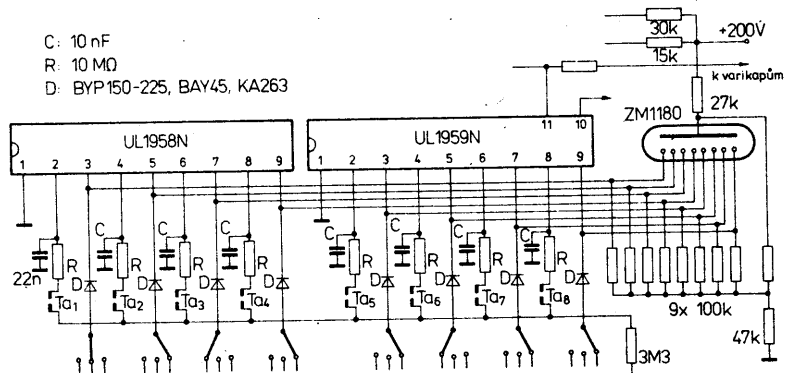 C: 10 nF
R: 10 MΩ
D: BYP 150-225, BAY45, KA263
30k
+200V
15k
k varikapům
27k
ZM1180
UL1958N
UL1959N
11 10
1 2 3 4 5 6 7 8 9
1 2 3 4 5 6 7 8 9
C C C C C C C
22n
R R R R R R R R
D D D D D D D D
Ta1 Ta2 Ta3 Ta4 Ta5 Ta6 Ta7 Ta8
9x 100k
47k
3M3